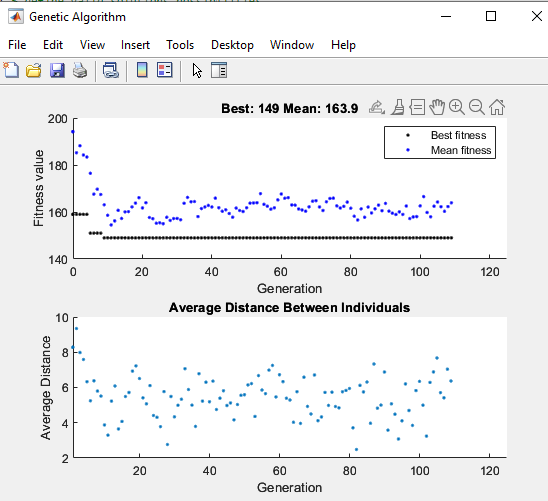 Genetic Algorithm
File Edit View Insert Tools Desktop Window Help
Best: 149 Mean: 163.9
200
180
160
140
Fitness value
Best fitness
Mean fitness
0 20 40 60 80 100 120
Generation
Average Distance Between Individuals
10
8
6
4
2
Average Distance
20 40 60 80 100 120
Generation